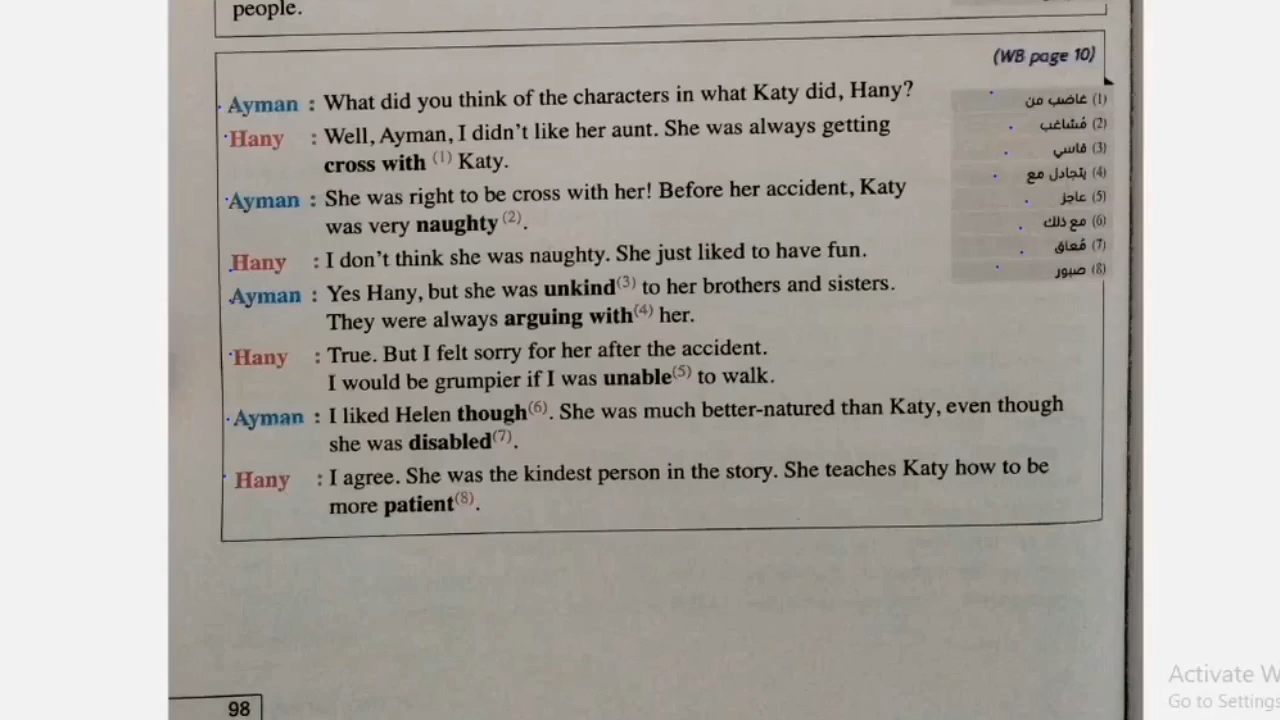 people.
(WB page 10)
Ayman : What did you think of the characters in what Katy did, Hany?
Hany : Well, Ayman, I didn't like her aunt. She was always getting
cross with (1) Katy.
Ayman : She was right to be cross with her! Before her accident, Katy
was very naughty (2).
Hany : I don't think she was naughty. She just liked to have fun.
Ayman : Yes Hany, but she was unkind(3) to her brothers and sisters.
They were always arguing with(4) her.
Hany : True. But I felt sorry for her after the accident.
I would be grumpier if I was unable(5) to walk.
Ayman : I liked Helen though(6). She was much better-natured than Katy, even though
she was disabled(7).
Hany : I agree. She was the kindest person in the story. She teaches Katy how to be
more patient(8).
(1) غاضب من
(2) مُشاغب
(3) قاسي
(4) يتجادل مع
(5) عاجز
(6) مع ذلك
(7) مُعاق
(8) صبور
98
Activate W
Go to Settings